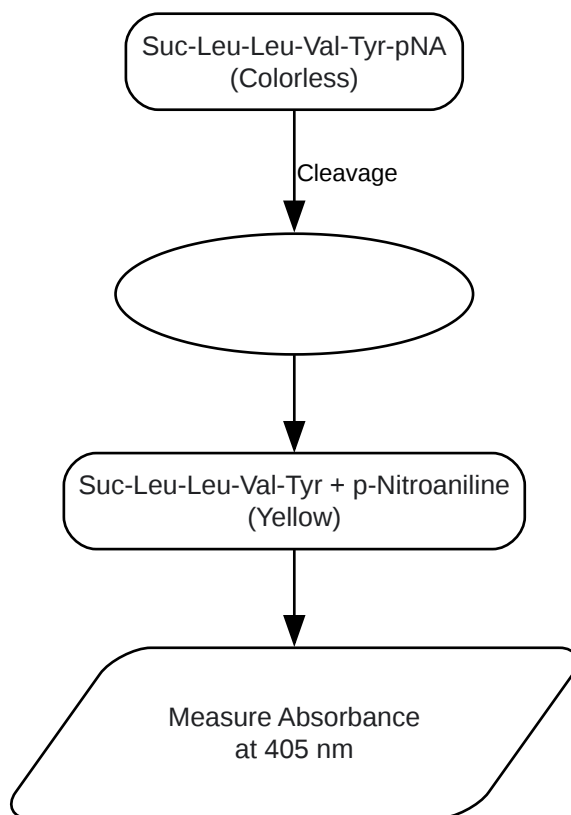 Suc-Leu-Leu-Val-Tyr-pNA
(Colorless)
Cleavage
Suc-Leu-Leu-Val-Tyr + p-Nitroaniline
(Yellow)
Measure Absorbance
at 405 nm